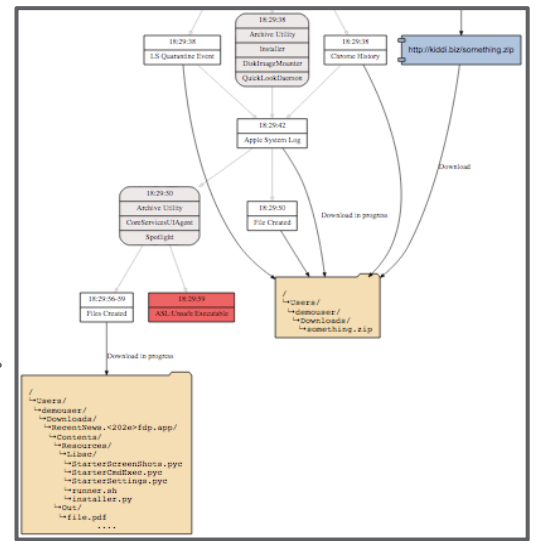 18:29:38
Archive Utility
Installer
DiskImageMounter
QuickLookDaemon
18:29:38
LS Quarantine Event
18:29:38
Chrome History
http://kiddi.biz/something.zip
18:29:42
Apple System Log
Download
18:29:50
Archive Utility
CoreServicesUIAgent
Spotlight
18:29:50
File Created
Download in progress
18:29:56-59
Files Created
18:29:59
ASL:Unsafe Executable
/
↳Users/
↳demouser/
↳Downloads/
↳something.zip
Download in progress
/
↳Users/
↳demouser/
↳Downloads/
↳RecentNews.<202e>fdp.app/
↳Contents/
↳Resources/
↳Libsc/
↳StarterScreenShots.pyc
↳StarterCmdExec.pyc
↳StarterSettings.pyc
↳runner.sh
↳installer.py
↳Out/
↳file.pdf
....